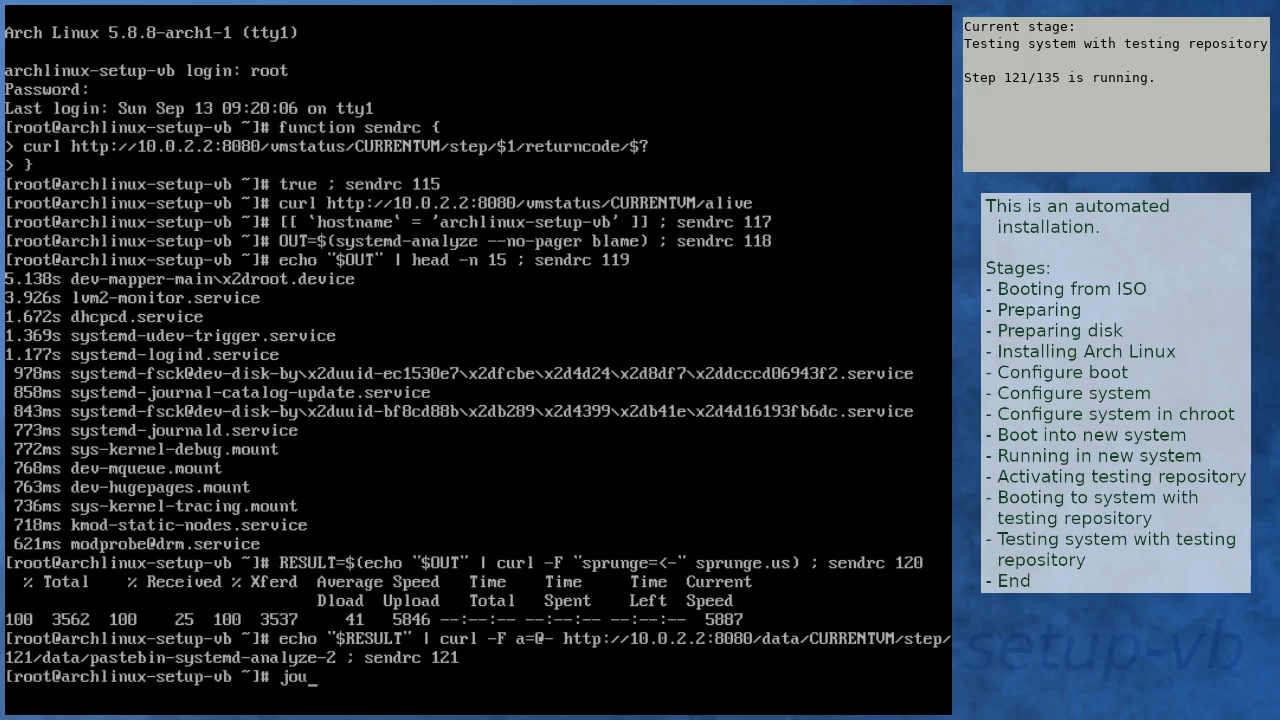 Arch Linux 5.8.8-arch1-1 (tty1)
archlinux-setup-vb login: root
Password:
Last login: Sun Sep 13 09:20:06 on tty1
[root@archlinux-setup-vb ~]# function sendrc {
> curl http://10.0.2.2:8080/vmstatus/CURRENTVM/step/$1/returncode/$?
> }
[root@archlinux-setup-vb ~]# true ; sendrc 115
[root@archlinux-setup-vb ~]# curl http://10.0.2.2:8080/vmstatus/CURRENTVM/alive
[root@archlinux-setup-vb ~]# [[ `hostname` = 'archlinux-setup-vb' ]] ; sendrc 117
[root@archlinux-setup-vb ~]# OUT=$(systemd-analyze --no-pager blame) ; sendrc 118
[root@archlinux-setup-vb ~]# echo "$OUT" | head -n 15 ; sendrc 119
5.138s dev-mapper-main\x2droot.device
3.926s lvm2-monitor.service
1.672s dhcpcd.service
1.369s systemd-udev-trigger.service
1.177s systemd-logind.service
978ms systemd-fsck@dev-disk-by\x2duuid-ec1530e7\x2dfcbe\x2d4d24\x2d8df7\x2ddcccd06943f2.service
858ms systemd-journal-catalog-update.service
843ms systemd-fsck@dev-disk-by\x2duuid-bf8cd88b\x2db289\x2d4399\x2db41e\x2d4d16193fb6dc.service
773ms systemd-journald.service
772ms sys-kernel-debug.mount
768ms dev-mqueue.mount
763ms dev-hugepages.mount
736ms sys-kernel-tracing.mount
718ms kmod-static-nodes.service
621ms modprobe@drm.service
[root@archlinux-setup-vb ~]# RESULT=$(echo "$OUT" | curl -F "sprunge=<-" sprunge.us) ; sendrc 120
% Total % Received % Xferd Average Speed Time Time Time Current
Dload Upload Total Spent Left Speed
100 3562 100 25 100 3537 41 5846 --:--:-- --:--:-- --:--:-- 5887
[root@archlinux-setup-vb ~]# echo "$RESULT" | curl -F a=@- http://10.0.2.2:8080/data/CURRENTVM/step/
121/data/pastebin-systemd-analyze-2 ; sendrc 121
[root@archlinux-setup-vb ~]# jou_
Current stage:
Testing system with testing repository
Step 121/135 is running.
This is an automated
installation.
Stages:
- Booting from ISO
- Preparing
- Preparing disk
- Installing Arch Linux
- Configure boot
- Configure system
- Configure system in chroot
- Boot into new system
- Running in new system
- Activating testing repository
- Booting to system with
testing repository
- Testing system with testing
repository
- End
setup-vb